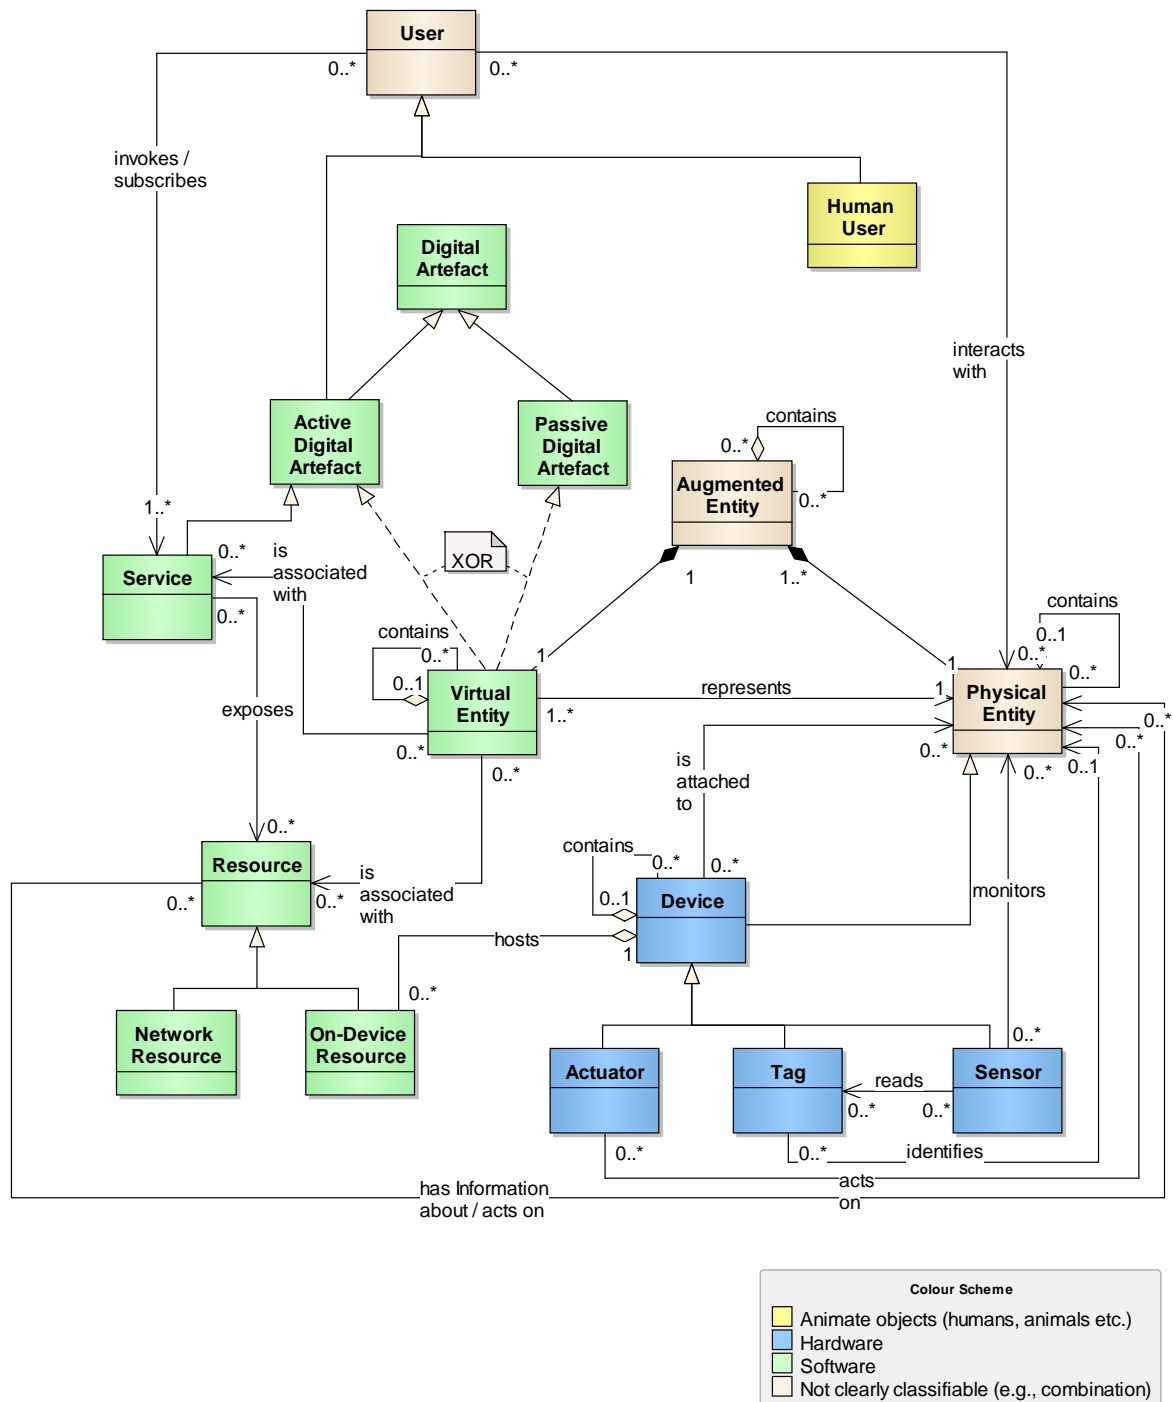 User
0..*
0..*
invokes /
subscribes
Human
User
Digital
Artefact
interacts
with
Active
Digital
Artefact
Passive
Digital
Artefact
contains
0..*
Augmented
Entity
0..*
1..*
XOR
0..*
is
associated
with
Service
0..*
1
1..*
contains
0..1
0..*
0..*
contains
0..*
0..1
1
Virtual
Entity
represents
1..*
1
1
Physical
Entity
0..*
0..*
0..*
0..*
0..1
exposes
0..*
0..*
is
attached
to
0..*
Resource
0..*
0..*
is
associated
with
contains
0..*
0..1
0..*
Device
monitors
hosts
1
0..*
Network
Resource
On-Device
Resource
0..*
Actuator
Tag
reads
Sensor
0..*
0..*
0..*
0..*
identifies
acts
on
has Information
about / acts on
Colour Scheme
Animate objects (humans, animals etc.)
Hardware
Software
Not clearly classifiable (e.g., combination)